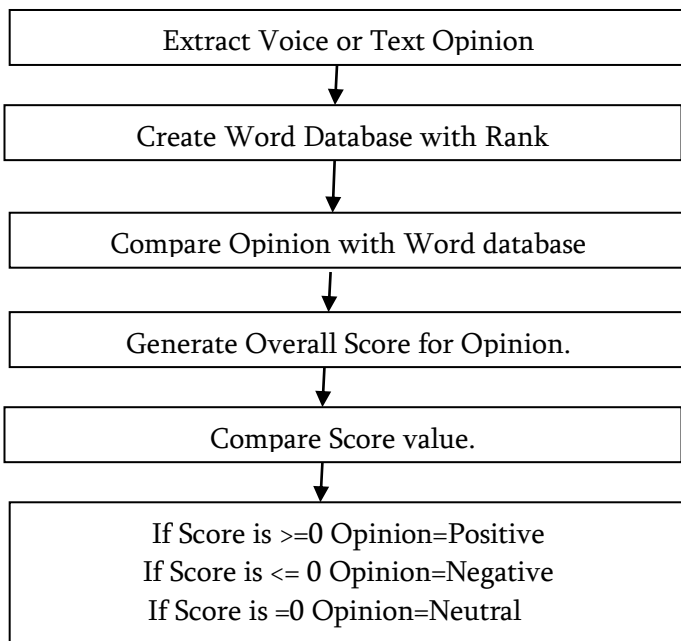 Extract Voice or Text Opinion
Create Word Database with Rank
Compare Opinion with Word database
Generate Overall Score for Opinion.
Compare Score value.
If Score is >=0 Opinion=Positive
If Score is <= 0 Opinion=Negative
If Score is =0 Opinion=Neutral